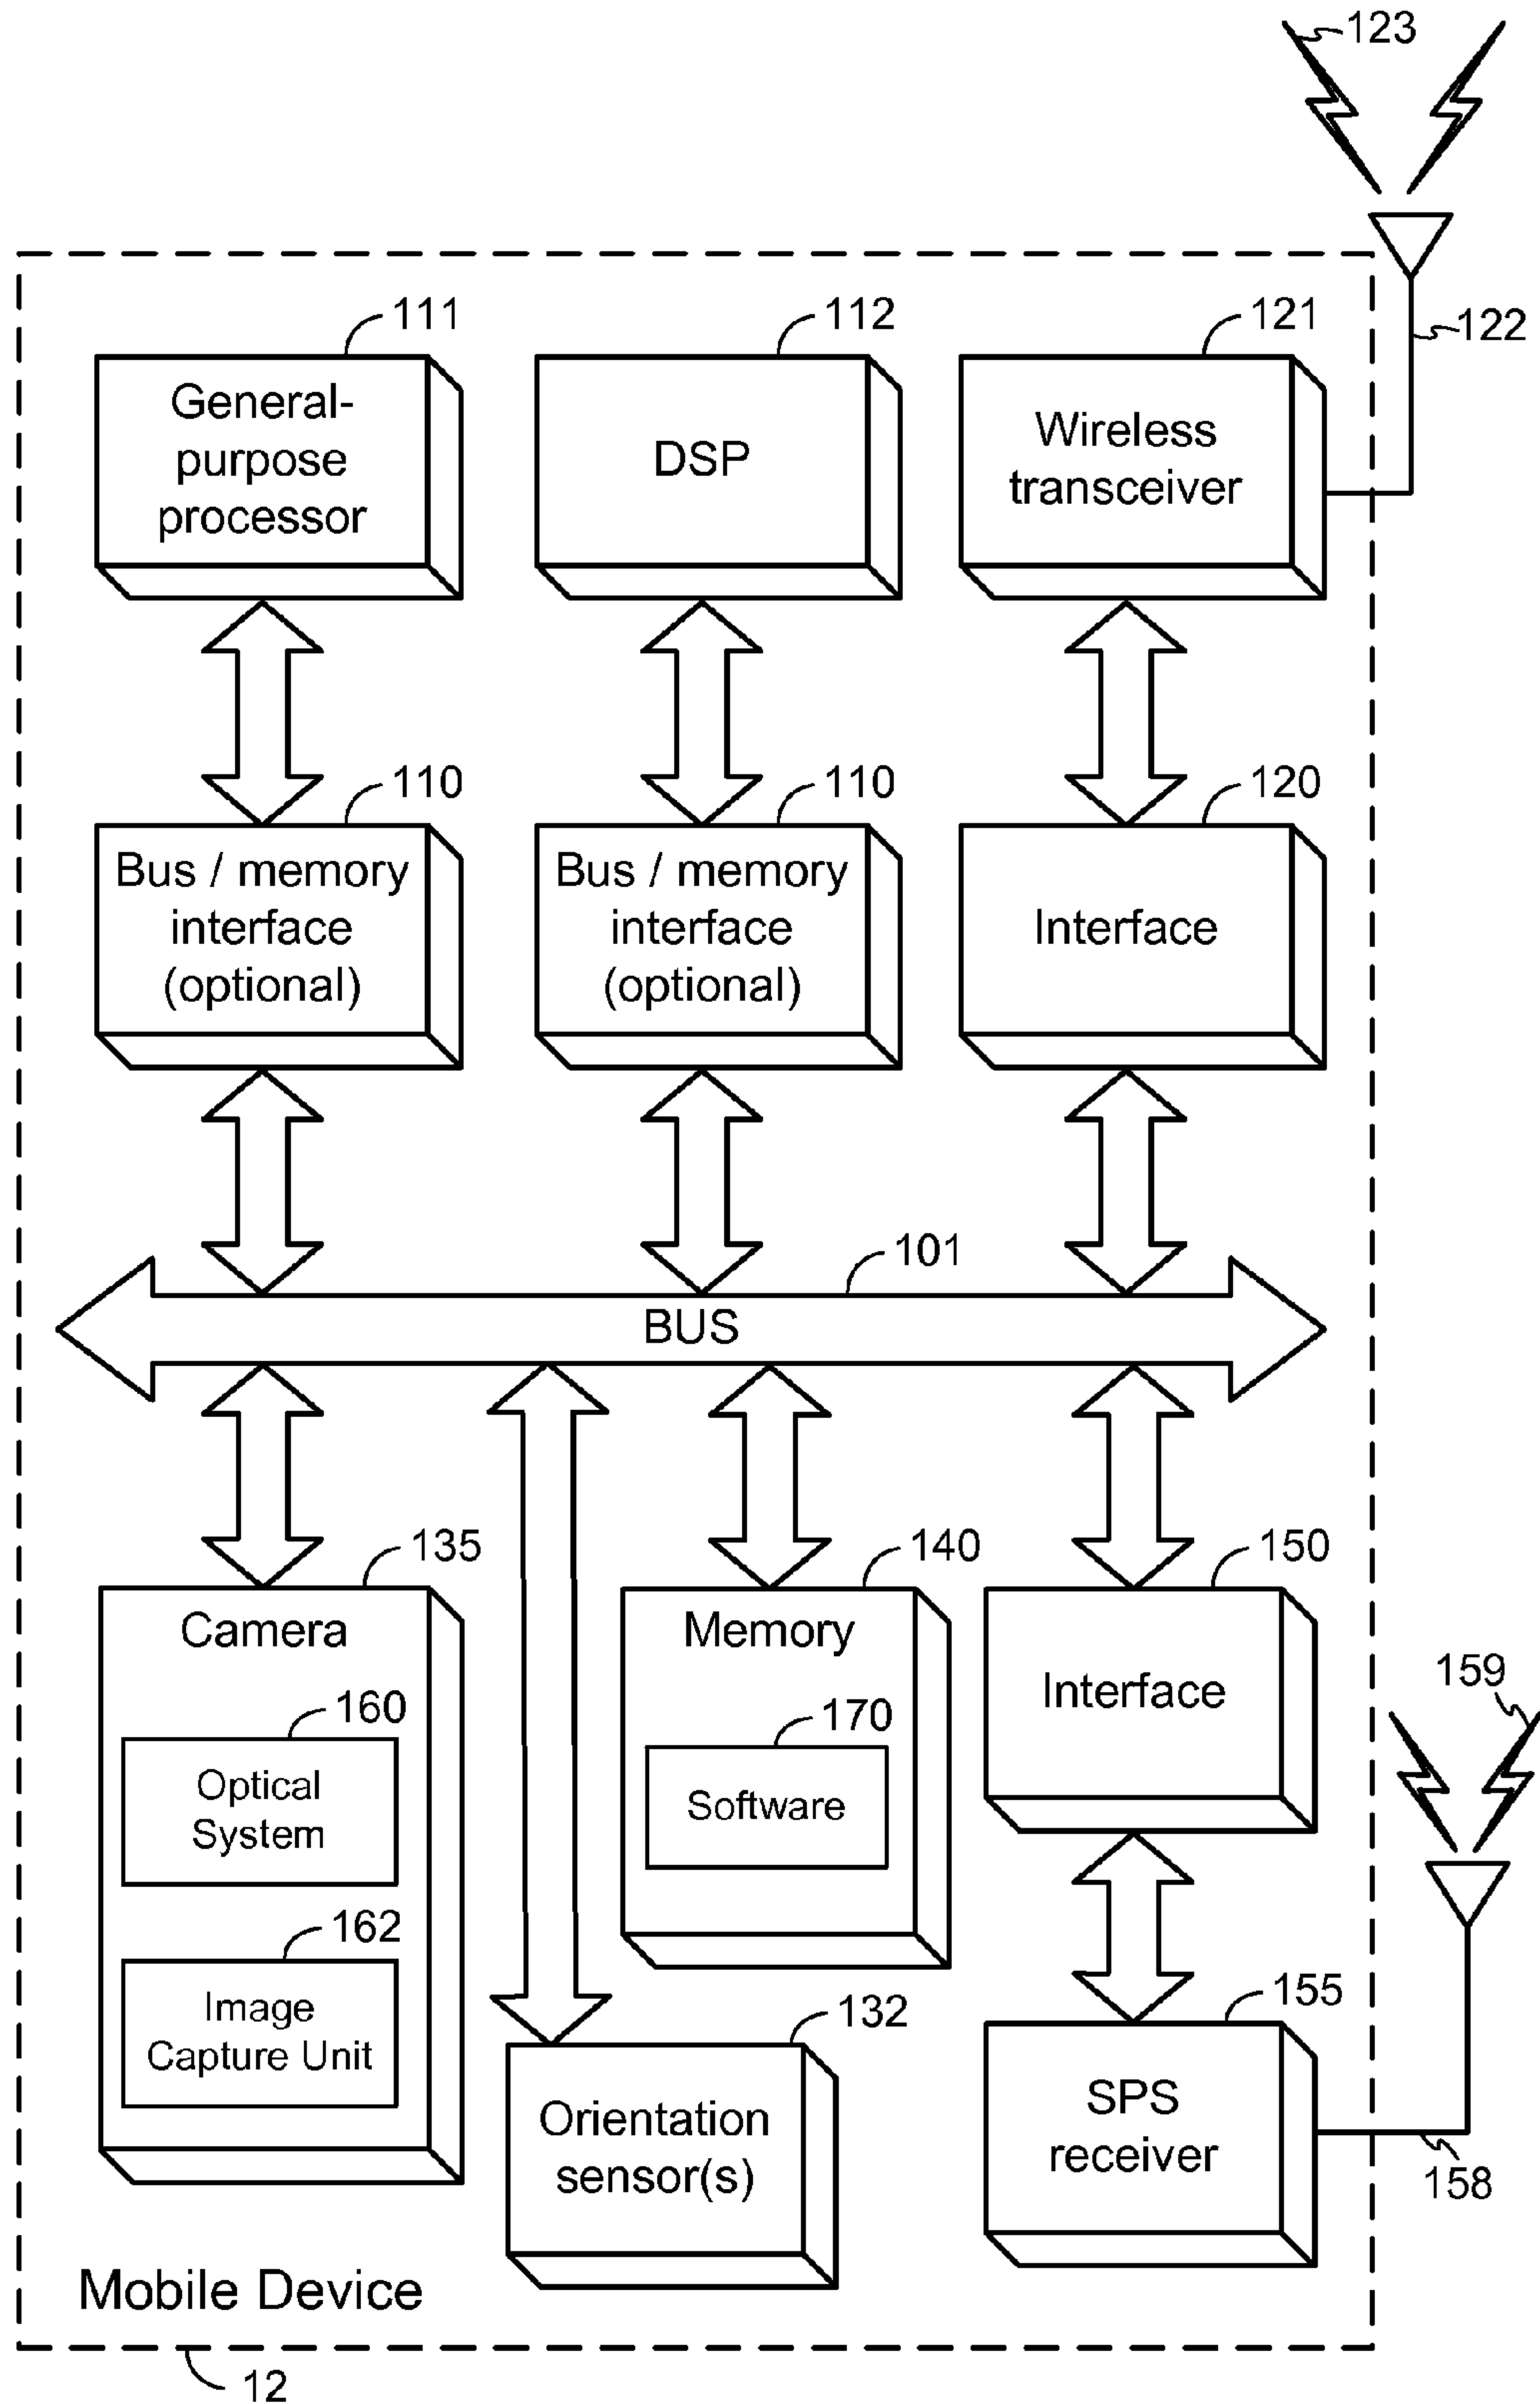 123
122
111
112
121
General-
purpose
processor
DSP
Wireless
transceiver
110
110
120
Bus / memory
interface
(optional)
Bus / memory
interface
(optional)
Interface
101
BUS
135
140
150
Camera
Memory
Interface
160
Optical
System
170
Software
159
162
Image
Capture Unit
132
Orientation
sensor(s)
155
SPS
receiver
158
Mobile Device
12